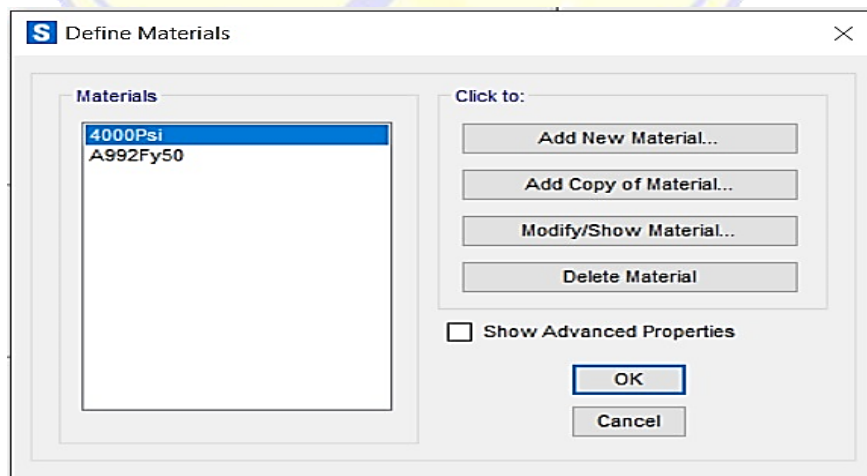 S Define Materials
Materials
4000Psi
A992Fy50
Click to:
Add New Material...
Add Copy of Material...
Modify/Show Material...
Delete Material
Show Advanced Properties
OK
Cancel